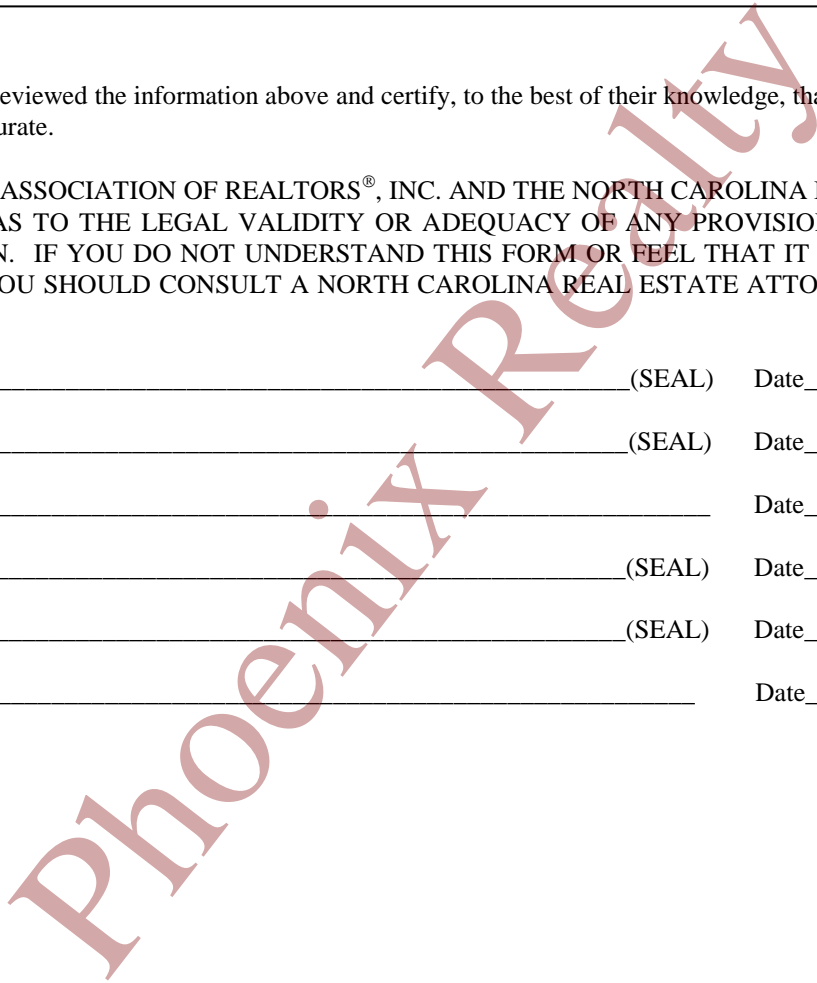 eviewed the information above and certify, to the best of their knowledge, tha
urate.
ASSOCIATION OF REALTORS®, INC. AND THE NORTH CAROLINA
AS TO THE LEGAL VALIDITY OR ADEQUACY OF ANY PROVISION
N. IF YOU DO NOT UNDERSTAND THIS FORM OR FEEL THAT IT
OU SHOULD CONSULT A NORTH CAROLINA REAL ESTATE ATTO
(SEAL) Date
(SEAL) Date
Date
(SEAL) Date
(SEAL) Date
Date
Phoenix Realty